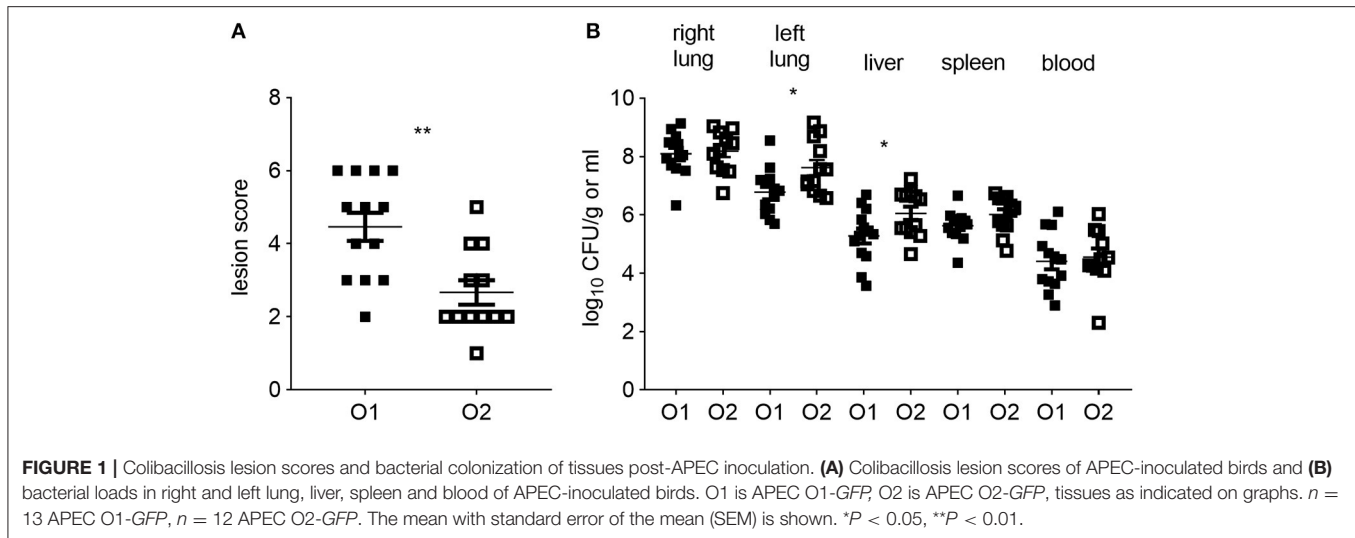 A
lesion score
8
6
4
2
0
**
O1 O2
B
right lung
left lung
liver
spleen
blood
log10 CFU/g or ml
10
8
6
4
2
0
*
*
O1 O2 O1 O2 O1 O2 O1 O2 O1 O2
FIGURE 1 | Colibacillosis lesion scores and bacterial colonization of tissues post-APEC inoculation. (A) Colibacillosis lesion scores of APEC-inoculated birds and (B)
bacterial loads in right and left lung, liver, spleen and blood of APEC-inoculated birds. O1 is APEC O1-GFP, O2 is APEC O2-GFP, tissues as indicated on graphs. n =
13 APEC O1-GFP, n = 12 APEC O2-GFP. The mean with standard error of the mean (SEM) is shown. *P < 0.05, **P < 0.01.